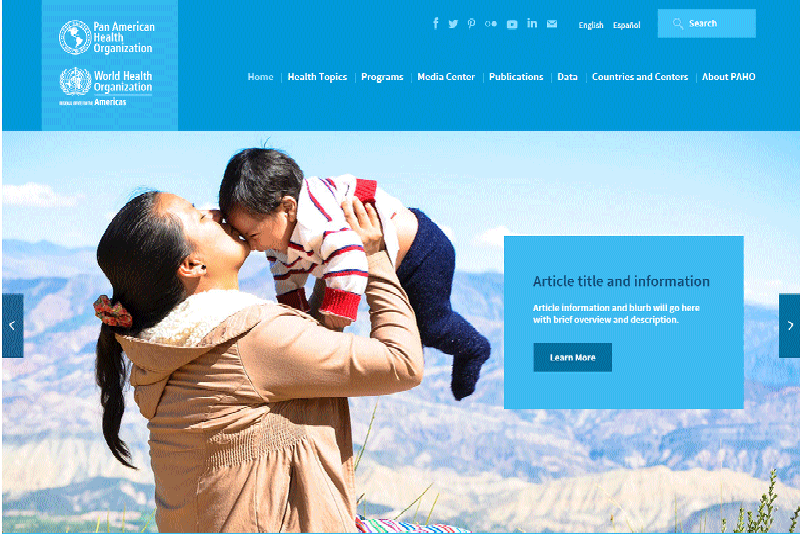 Pan American
Health
Organization
World Health
Organization
REGIONAL OFFICE FOR THE Americas
English Español
Search
Home Health Topics Programs Media Center Publications Data Countries and Centers About PAHO
Article title and information
Article information and blurb will go here
with brief overview and description.
Learn More